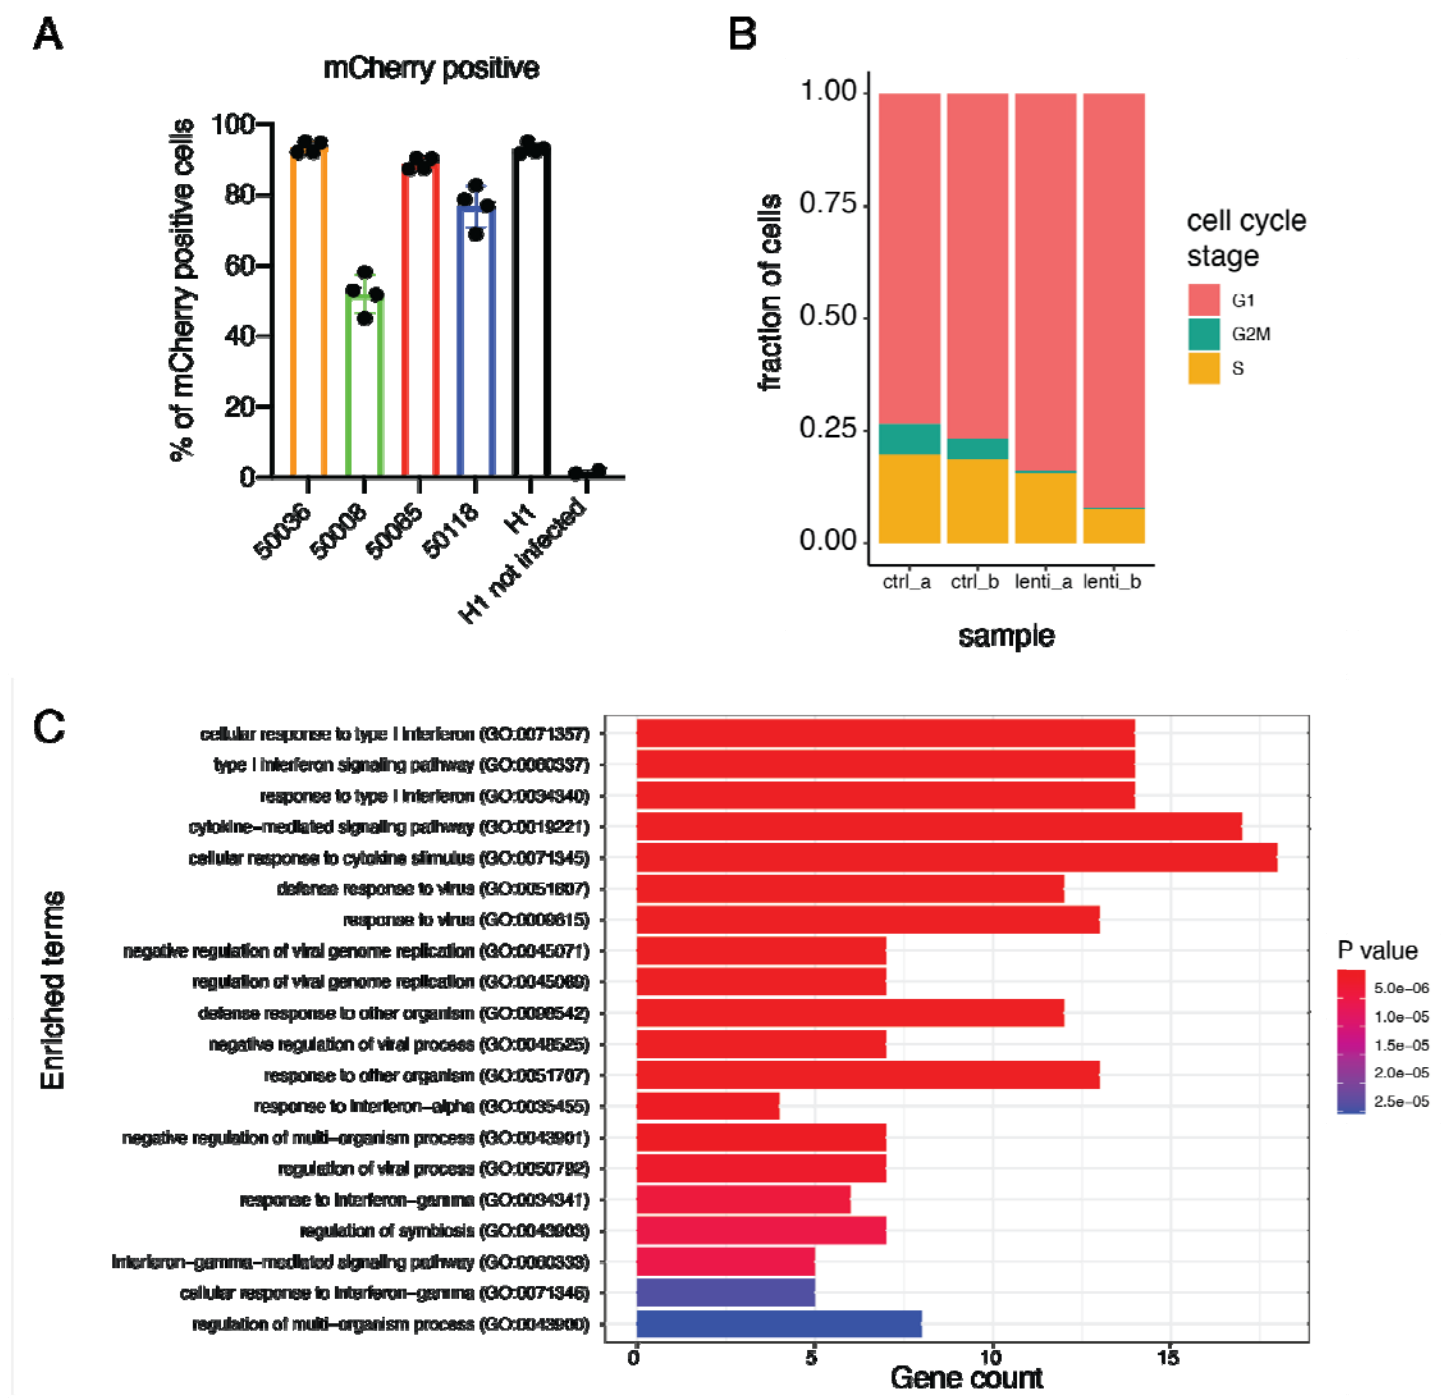 A
mCherry positive
% of mCherry positive cells
100
80
60
40
20
0
50036
50008
50065
50118
H1
H1 not infected
B
fraction of cells
1.00
0.75
0.50
0.25
0.00
ctrl_a
ctrl_b
lenti_a
lenti_b
sample
cell cycle
stage
G1
G2M
S
C
Enriched terms
cellular response to type I interferon (GO:0071357)
type I interferon signaling pathway (GO:0060337)
response to type I interferon (GO:0034340)
cytokine-mediated signaling pathway (GO:0019221)
cellular response to cytokine stimulus (GO:0071345)
defense response to virus (GO:0051607)
response to virus (GO:0009615)
negative regulation of viral genome replication (GO:0045071)
regulation of viral genome replication (GO:0045069)
defense response to other organism (GO:0098542)
negative regulation of viral process (GO:0048525)
response to other organism (GO:0051707)
response to interferon-alpha (GO:0035455)
negative regulation of multi-organism process (GO:0043901)
regulation of viral process (GO:0050792)
response to interferon-gamma (GO:0034341)
regulation of symbiosis (GO:0043903)
interferon-gamma-mediated signaling pathway (GO:0060333)
cellular response to interferon-gamma (GO:0071346)
regulation of multi-organism process (GO:0043900)
0
5
10
15
Gene count
P value
5.0e-06
1.0e-05
1.5e-05
2.0e-05
2.5e-05